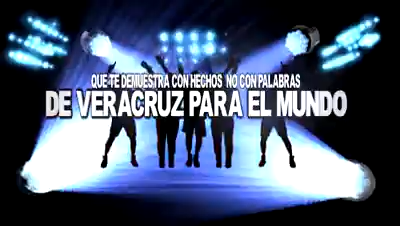 QUE TE DEMUESTRA CON HECHOS NO CON PALABRAS
DE VERACRUZ PARA EL MUNDO